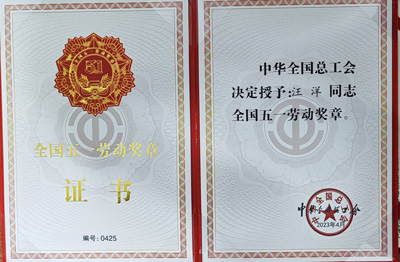 全国五一劳动奖章
证书
编号:0425
中华全国总工会
决定授予:汪洋同志
全国五一劳动奖章。
中华全国总工会
2023年4月